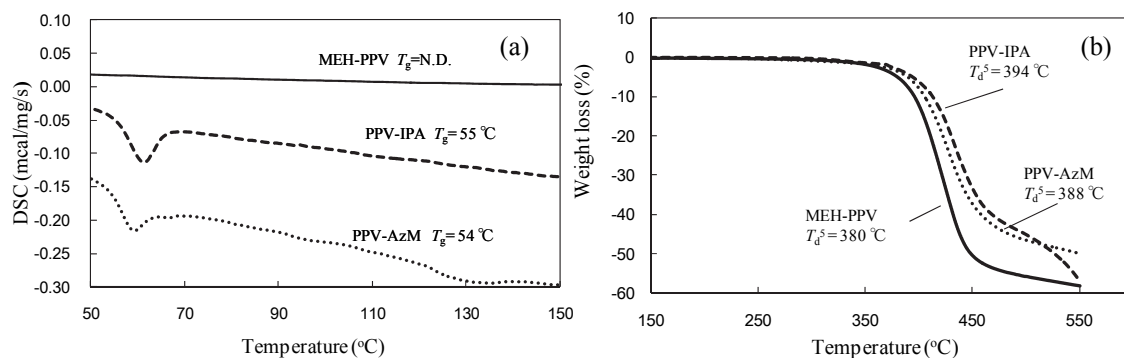 (a)
0.10
0.05
0.00
-0.05
-0.10
-0.15
-0.20
-0.25
-0.30
DSC (mcal/mg/s)
MEH-PPV Tg=N.D.
PPV-IPA Tg=55 ℃
PPV-AzM Tg=54 ℃
50 70 90 110 130 150
Temperature (°C)
(b)
10
0
-10
-20
-30
-40
-50
-60
Weight loss (%)
PPV-IPA
Td5=394 ℃
PPV-AzM
Td5=388 ℃
MEH-PPV
Td5=380 ℃
150 250 350 450 550
Temperature (°C)